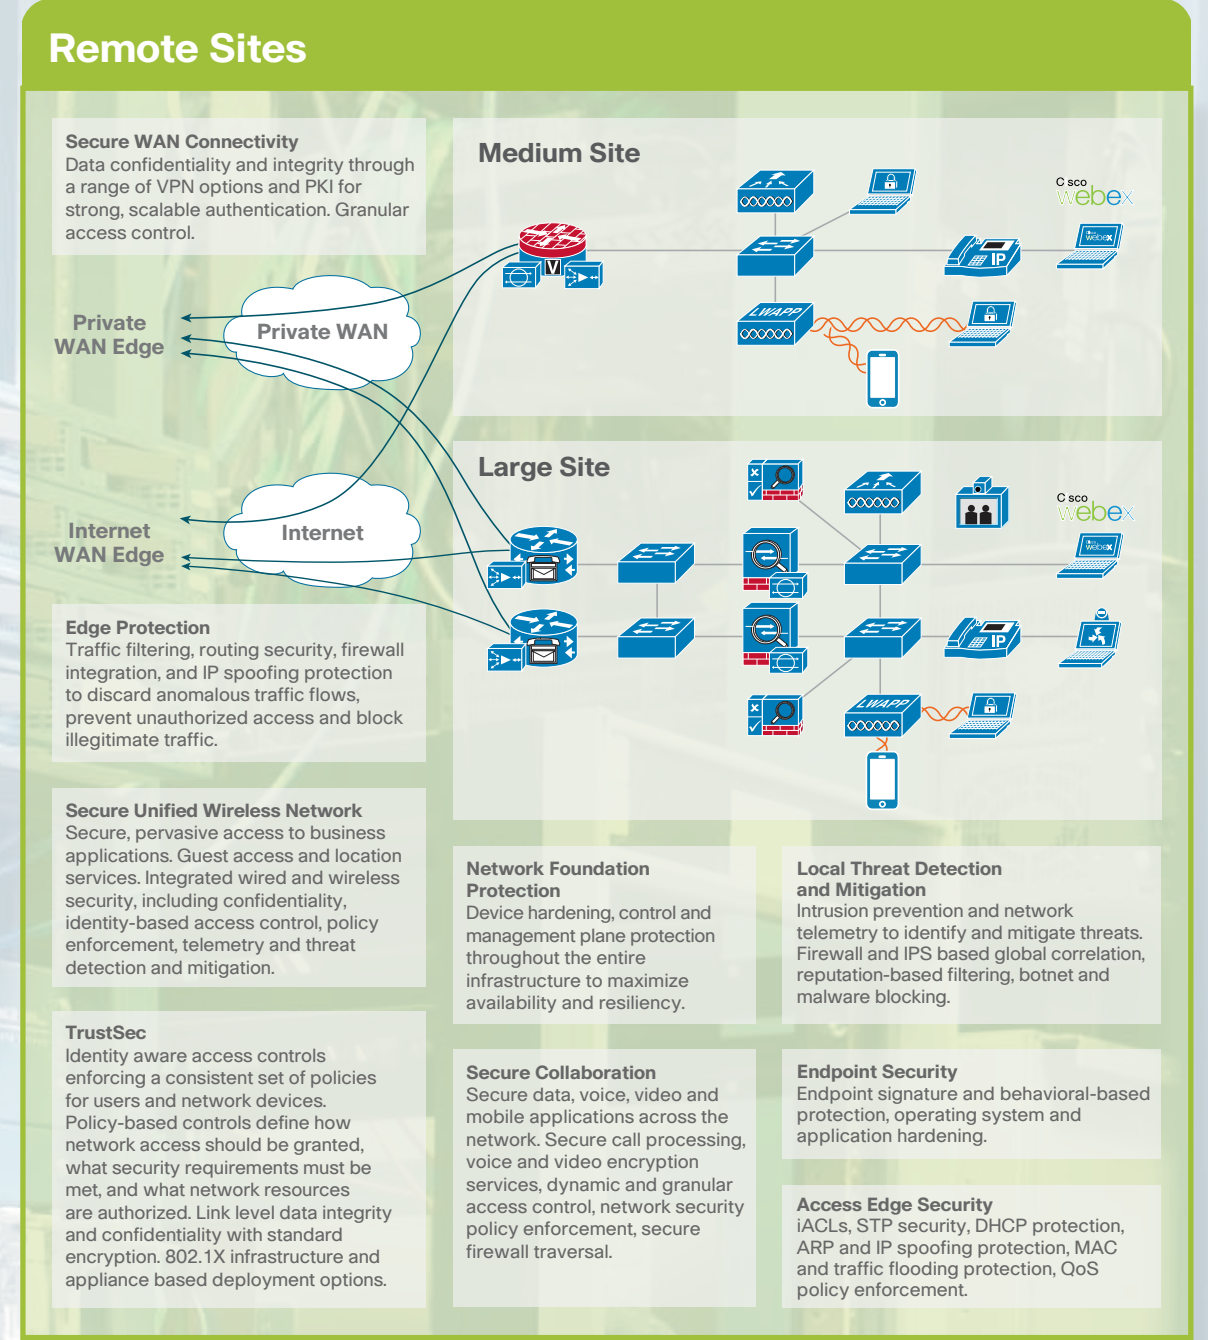 Remote Sites
Secure WAN Connectivity
Data confidentiality and integrity through
a range of VPN options and PKI for
strong, scalable authentication. Granular
access control.
Medium Site
Cisco
webex
Cisco
webex
V
IP
LWAPP
Private
WAN Edge
Private WAN
Large Site
Cisco
webex
Cisco
webex
Internet
WAN Edge
Internet
IP
LWAPP
Edge Protection
Traffic filtering, routing security, firewall
integration, and IP spoofing protection
to discard anomalous traffic flows,
prevent unauthorized access and block
illegitimate traffic.
Secure Unified Wireless Network
Secure, pervasive access to business
applications. Guest access and location
services. Integrated wired and wireless
security, including confidentiality,
identity-based access control, policy
enforcement, telemetry and threat
detection and mitigation.
TrustSec
Identity aware access controls
enforcing a consistent set of policies
for users and network devices.
Policy-based controls define how
network access should be granted,
what security requirements must be
met, and what network resources
are authorized. Link level data integrity
and confidentiality with standard
encryption. 802.1X infrastructure and
appliance based deployment options.
Network Foundation
Protection
Device hardening, control and
management plane protection
throughout the entire
infrastructure to maximize
availability and resiliency.
Secure Collaboration
Secure data, voice, video and
mobile applications across the
network. Secure call processing,
voice and video encryption
services, dynamic and granular
access control, network security
policy enforcement, secure
firewall traversal.
Local Threat Detection
and Mitigation
Intrusion prevention and network
telemetry to identify and mitigate threats.
Firewall and IPS based global correlation,
reputation-based filtering, botnet and
malware blocking.
Endpoint Security
Endpoint signature and behavioral-based
protection, operating system and
application hardening.
Access Edge Security
iACLs, STP security, DHCP protection,
ARP and IP spoofing protection, MAC
and traffic flooding protection, QoS
policy enforcement.